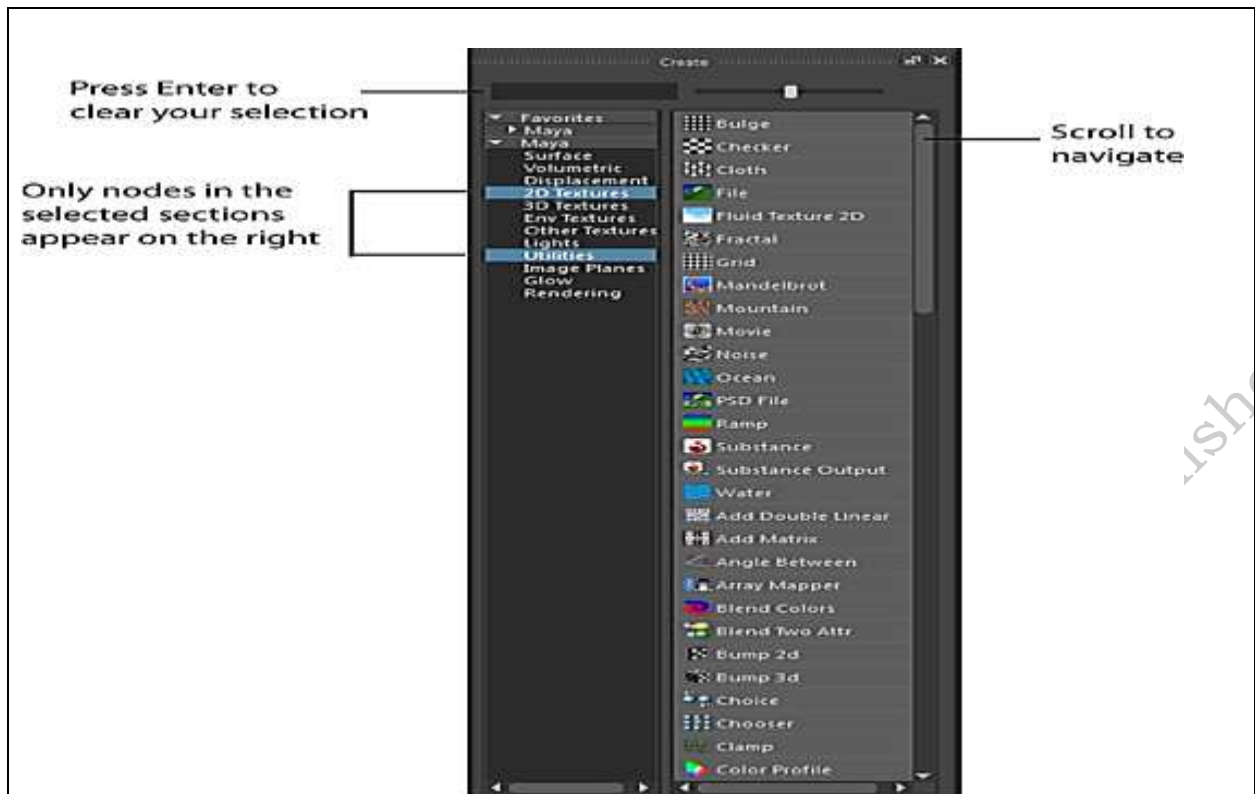 Create
Press Enter to
clear your selection
Only nodes in the
selected sections
appear on the right
Scroll to
navigate
Favorites
Maya
Maya
Surface
Volumetric
Displacement
2D Textures
3D Textures
Env Textures
Other Textures
Lights
Utilities
Image Planes
Glow
Rendering
Bulge
Checker
Cloth
File
Fluid Texture 2D
Fractal
Grid
Mandelbrot
Mountain
Movie
Noise
Ocean
PSD File
Ramp
Substance
Substance Output
Water
Add Double Linear
Add Matrix
Angle Between
Array Mapper
Blend Colors
Blend Two Attr
Bump 2d
Bump 3d
Choice
Chooser
Clamp
Color Profile